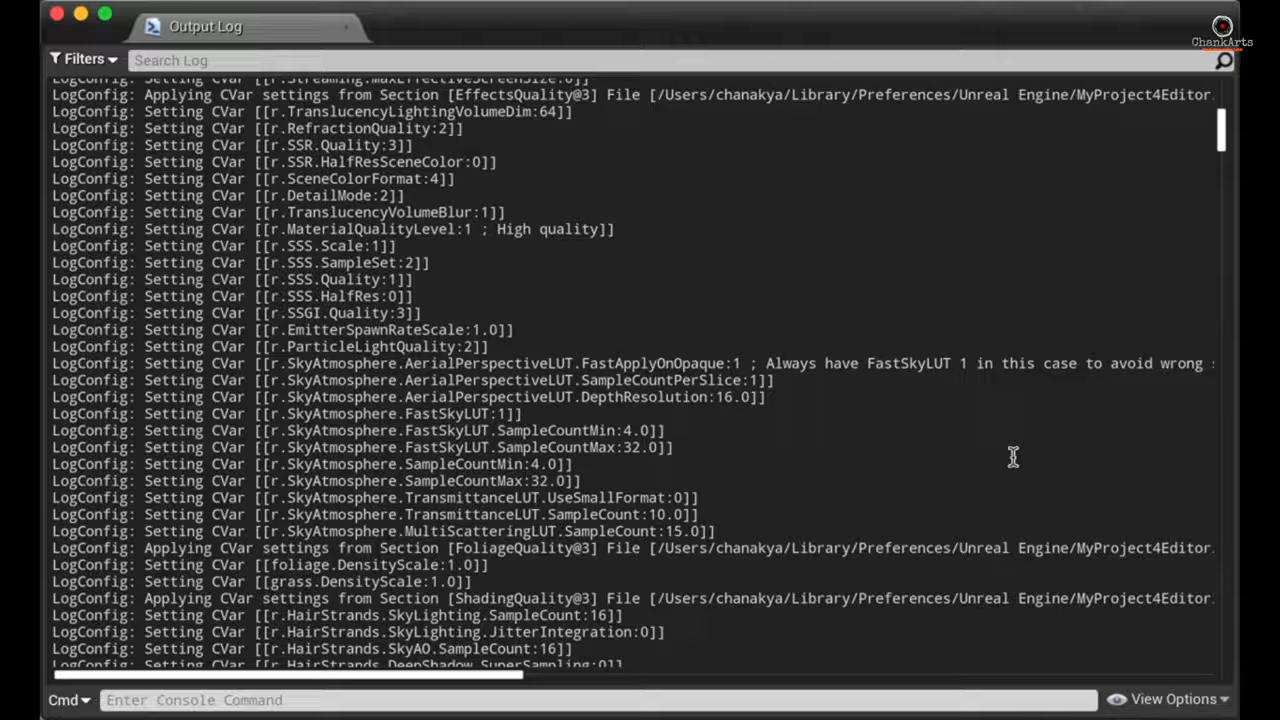 Output Log
ChankArts
Filters
Search Log
LogConfig: Setting CVar [[r.Streaming.MaxEffectiveScreenSize:0]]
LogConfig: Applying CVar settings from Section [EffectsQuality@3] File [/Users/chanakya/Library/Preferences/Unreal Engine/MyProject4Editor.
LogConfig: Setting CVar [[r.TranslucencyLightingVolumeDim:64]]
LogConfig: Setting CVar [[r.RefractionQuality:2]]
LogConfig: Setting CVar [[r.SSR.Quality:3]]
LogConfig: Setting CVar [[r.SSR.HalfResSceneColor:0]]
LogConfig: Setting CVar [[r.SceneColorFormat:4]]
LogConfig: Setting CVar [[r.DetailMode:2]]
LogConfig: Setting CVar [[r.TranslucencyVolumeBlur:1]]
LogConfig: Setting CVar [[r.MaterialQualityLevel:1 ; High quality]]
LogConfig: Setting CVar [[r.SSS.Scale:1]]
LogConfig: Setting CVar [[r.SSS.SampleSet:2]]
LogConfig: Setting CVar [[r.SSS.Quality:1]]
LogConfig: Setting CVar [[r.SSS.HalfRes:0]]
LogConfig: Setting CVar [[r.SSGI.Quality:3]]
LogConfig: Setting CVar [[r.EmitterSpawnRateScale:1.0]]
LogConfig: Setting CVar [[r.ParticleLightQuality:2]]
LogConfig: Setting CVar [[r.SkyAtmosphere.AerialPerspectiveLUT.FastApplyOnOpaque:1 ; Always have FastSkyLUT 1 in this case to avoid wrong
LogConfig: Setting CVar [[r.SkyAtmosphere.AerialPerspectiveLUT.SampleCountPerSlice:1]]
LogConfig: Setting CVar [[r.SkyAtmosphere.AerialPerspectiveLUT.DepthResolution:16.0]]
LogConfig: Setting CVar [[r.SkyAtmosphere.FastSkyLUT:1]]
LogConfig: Setting CVar [[r.SkyAtmosphere.FastSkyLUT.SampleCountMin:4.0]]
LogConfig: Setting CVar [[r.SkyAtmosphere.FastSkyLUT.SampleCountMax:32.0]]
LogConfig: Setting CVar [[r.SkyAtmosphere.SampleCountMin:4.0]]
LogConfig: Setting CVar [[r.SkyAtmosphere.SampleCountMax:32.0]]
LogConfig: Setting CVar [[r.SkyAtmosphere.TransmittanceLUT.UseSmallFormat:0]]
LogConfig: Setting CVar [[r.SkyAtmosphere.TransmittanceLUT.SampleCount:10.0]]
LogConfig: Setting CVar [[r.SkyAtmosphere.MultiScatteringLUT.SampleCount:15.0]]
LogConfig: Applying CVar settings from Section [FoliageQuality@3] File [/Users/chanakya/Library/Preferences/Unreal Engine/MyProject4Editor.
LogConfig: Setting CVar [[foliage.DensityScale:1.0]]
LogConfig: Setting CVar [[grass.DensityScale:1.0]]
LogConfig: Applying CVar settings from Section [ShadingQuality@3] File [/Users/chanakya/Library/Preferences/Unreal Engine/MyProject4Editor.
LogConfig: Setting CVar [[r.HairStrands.SkyLighting.SampleCount:16]]
LogConfig: Setting CVar [[r.HairStrands.SkyLighting.JitterIntegration:0]]
LogConfig: Setting CVar [[r.HairStrands.SkyAO.SampleCount:16]]
LogConfig: Setting CVar [[r.HairStrands.DeepShadow.SuperSampling:0]]
Cmd
Enter Console Command
View Options